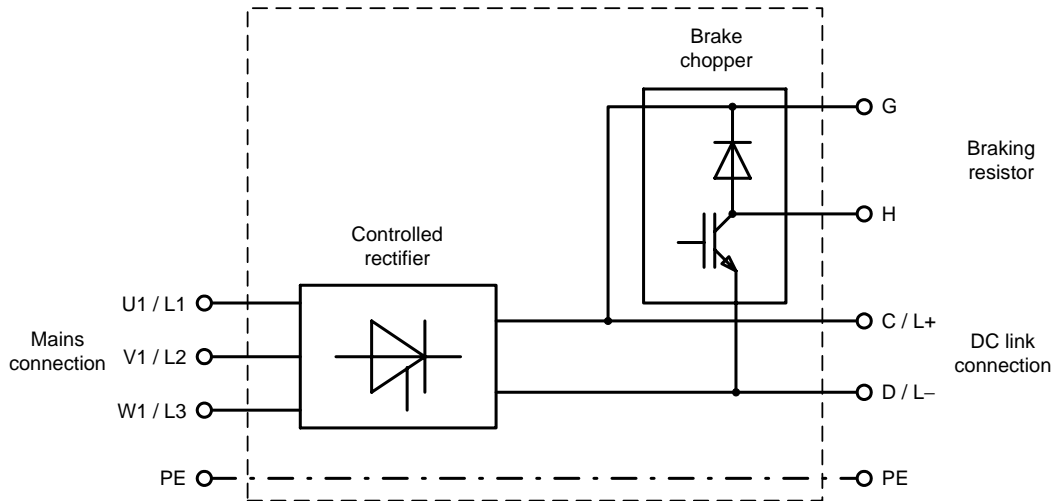 Brake
chopper
G
Braking
resistor
H
Controlled
rectifier
U1 / L1
C / L+
Mains
connection
V1 / L2
DC link
connection
W1 / L3
D / L–
PE
PE